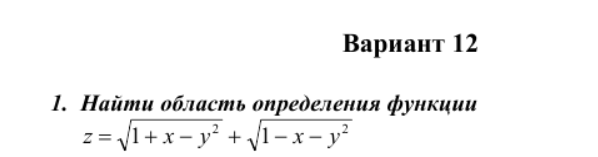 Вариант 12
1. Найти область определения функции
z = √(1 + x − y²) + √(1 − x − y²)